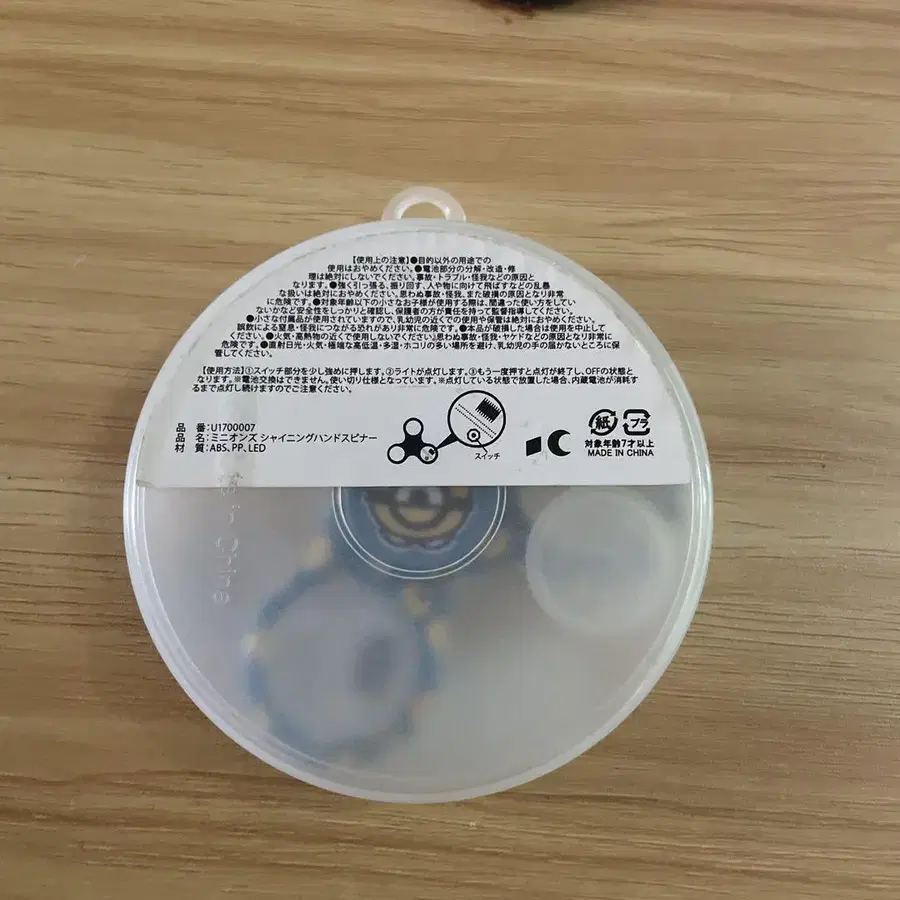 【使用上の注意】●目的以外の用途での
使用はおやめください。●電池部分の分解・改造・修
理は絶対にしないでください。事故・トラブル・怪我などの原因と
なります。●強く引っ張る、振り回す、人や物に向けて飛ばすなどの乱暴
な扱いは絶対におやめください。思わぬ事故・怪我、また破損の原因となり非常
に危険です。●対象年齢以下の小さなお子様が使用する際は、間違った使い方をしてい
ないかなど安全性をしっかりと確認し、保護者の方が責任を持って監督指導してください。
●小さな付属品が使用されていますので、乳幼児の近くでの使用や保管は絶対におやめください。
誤飲による窒息・怪我につながる恐れがあり非常に危険です。●本品が破損した場合は使用を中止して
ください。●火気・高熱物の近くで使用しないでください。思わぬ事故・怪我・ヤケドなどの原因となり非常に
危険です。●直射日光・火気・極端な高低温・多湿・ホコリの多い場所を避け、乳幼児の手の届かないところに保
管してください。
【使用方法】①スイッチ部分を少し強めに押します。②ライトが点灯します。③もう一度押すと点灯が終了し、OFFの状態と
なります。※電池交換はできません。使い切り仕様となっています。※点灯している状態で放置した場合、内蔵電池が消耗す
るまで点灯し続けますのでご注意ください。
品 番:U1700007
品 名:ミニオンズ シャイニングハンドスピナー
材 質:ABS、PP、LED
スイッチ
紙 プラ
対象年齢7才以上
MADE IN CHINA
in China